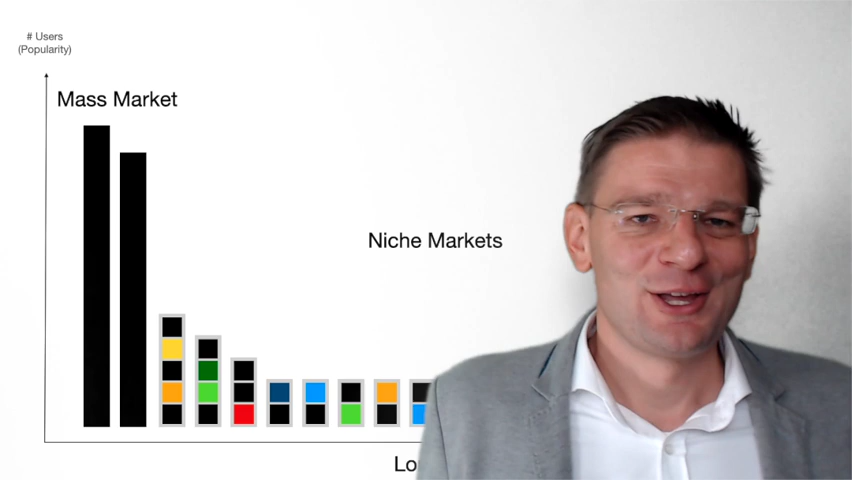 # Users
(Popularity)
Mass Market
Niche Markets
Lo